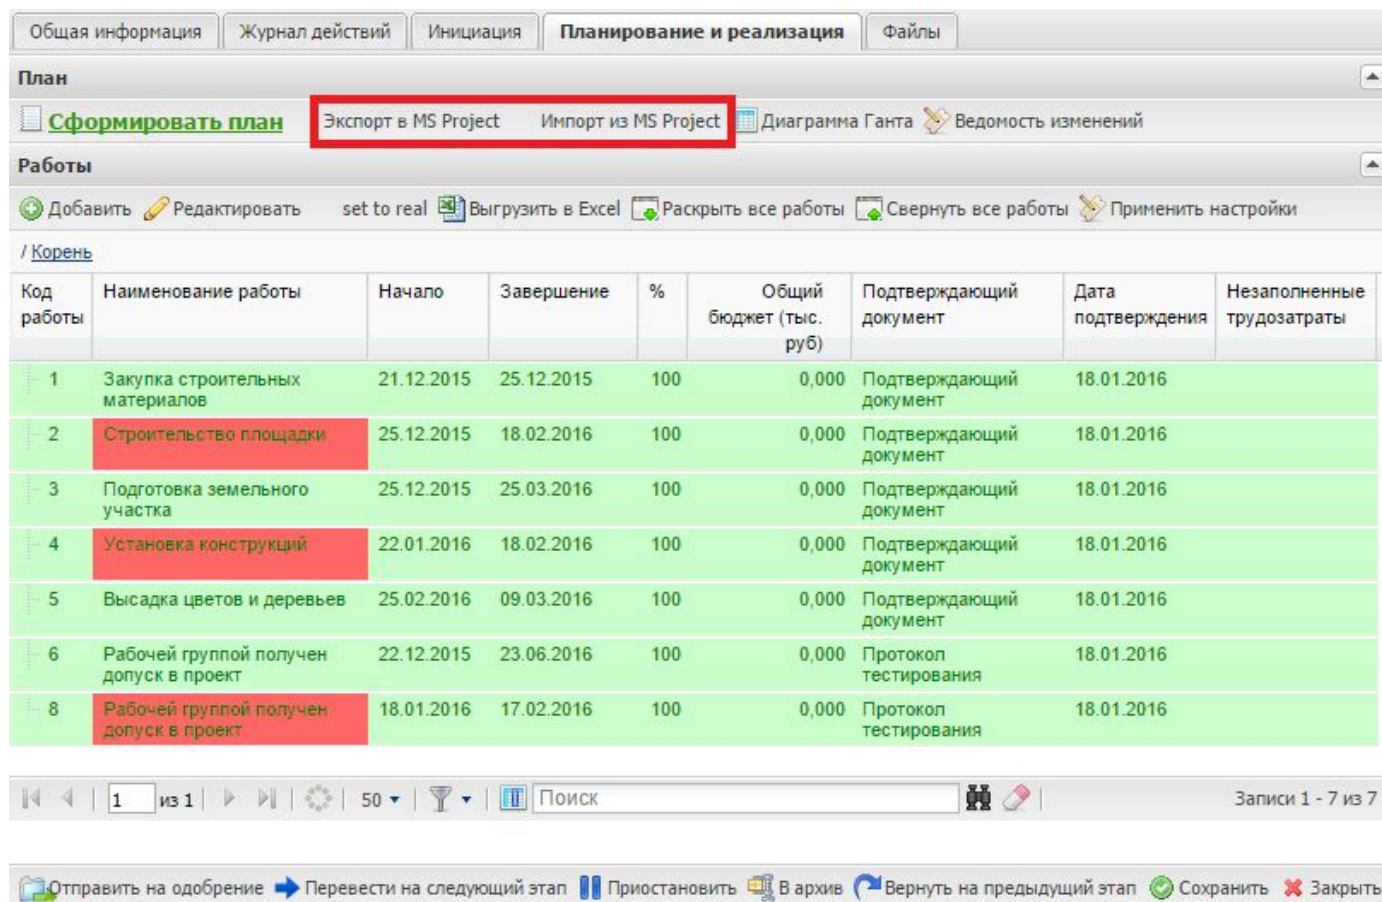 Общая информация Журнал действий Инициация Планирование и реализация Файлы
План
Сформировать план Экспорт в MS Project Импорт из MS Project Диаграмма Ганта Ведомость изменений
Работы
Добавить Редактировать set to real Выгрузить в Excel Раскрыть все работы Свернуть все работы Применить настройки
/ Корень
Код Наименование работы Начало Завершение % Общий Подтверждающий Дата Незаполненные
работы бюджет (тыс. документ подтверждения трудозатраты
руб)
1 Закупка строительных 21.12.2015 25.12.2015 100 0,000 Подтверждающий 18.01.2016
материалов документ
2 Строительство площадки 25.12.2015 18.02.2016 100 0,000 Подтверждающий 18.01.2016
документ
3 Подготовка земельного 25.12.2015 25.03.2016 100 0,000 Подтверждающий 18.01.2016
участка документ
4 Установка конструкций 22.01.2016 18.02.2016 100 0,000 Подтверждающий 18.01.2016
документ
5 Высадка цветов и деревьев 25.02.2016 09.03.2016 100 0,000 Подтверждающий 18.01.2016
документ
6 Рабочей группой получен 22.12.2015 23.06.2016 100 0,000 Протокол 18.01.2016
допуск в проект тестирования
8 Рабочей группой получен 18.01.2016 17.02.2016 100 0,000 Протокол 18.01.2016
допуск в проект тестирования
1 из 1 50 Поиск Записи 1 - 7 из 7
Отправить на одобрение Перевести на следующий этап Приостановить В архив Вернуть на предыдущий этап Сохранить Закрыть